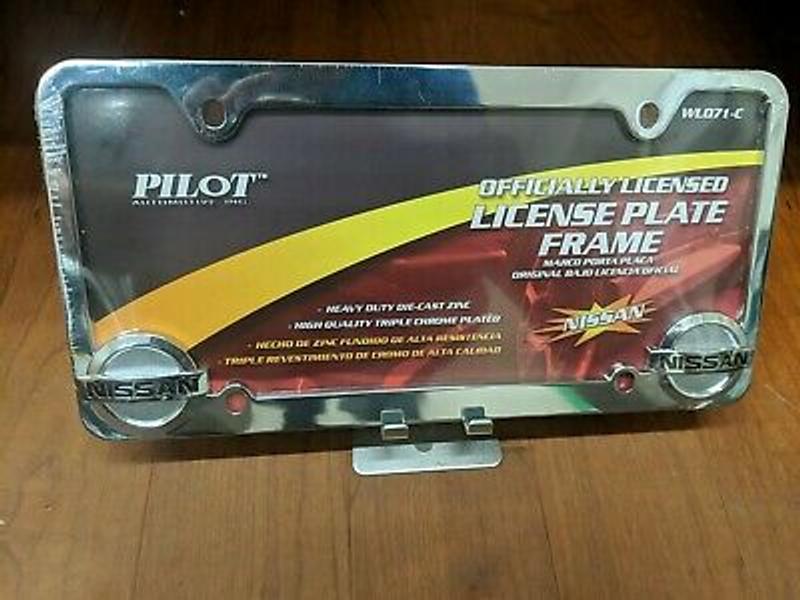 WL071-C
PILOT™
AUTOMOTIVE INC.
OFFICIALLY LICENSED
LICENSE PLATE
FRAME
MARCO PORTA PLACA
ORIGINAL BAJO LICENCIA OFICIAL
NISSAN
- HEAVY DUTY DIE-CAST ZINC
- HIGH QUALITY TRIPLE CHROME PLATED
- HECHO DE ZINC FUNDIDO DE ALTA RESISTENCIA
- TRIPLE REVESTIMENTO DE CROMO DE ALTA CALIDAD
NISSAN
NISSAN